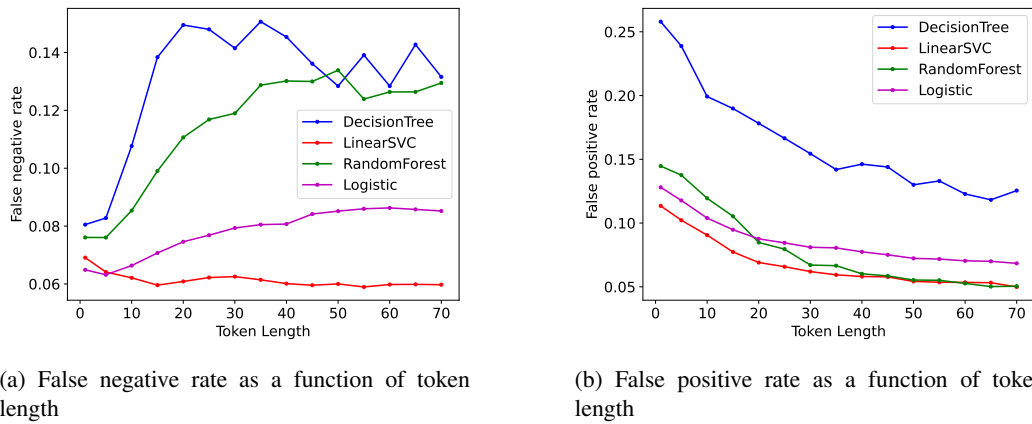 0.14
0.12
0.10
0.08
0.06
False negative rate
0 10 20 30 40 50 60 70
Token Length
DecisionTree
LinearSVC
RandomForest
Logistic
(a) False negative rate as a function of token
length
0.25
0.20
0.15
0.10
0.05
False positive rate
0 10 20 30 40 50 60 70
Token Length
DecisionTree
LinearSVC
RandomForest
Logistic
(b) False positive rate as a function of toke
length